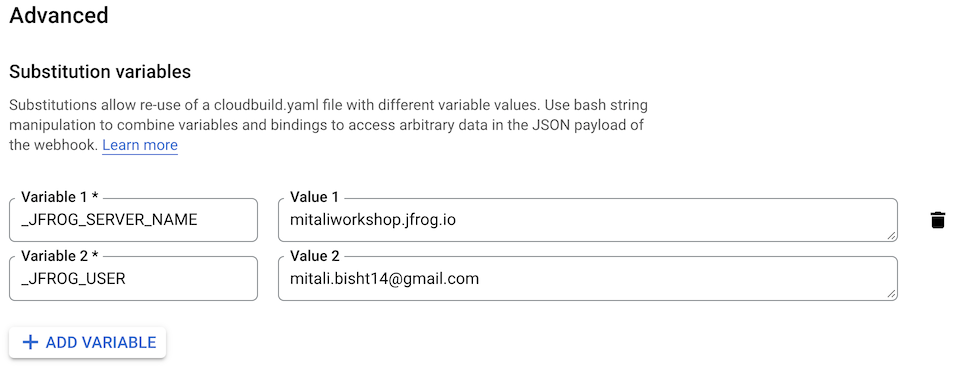 Advanced
Substitution variables
Substitutions allow re-use of a cloudbuild.yaml file with different variable values. Use bash string
manipulation to combine variables and bindings to access arbitrary data in the JSON payload of
the webhook. Learn more
Variable 1 * Value 1
_JFROG_SERVER_NAME mitaliworkshop.jfrog.io
Variable 2 * Value 2
_JFROG_USER mitali.bisht14@gmail.com
+ ADD VARIABLE